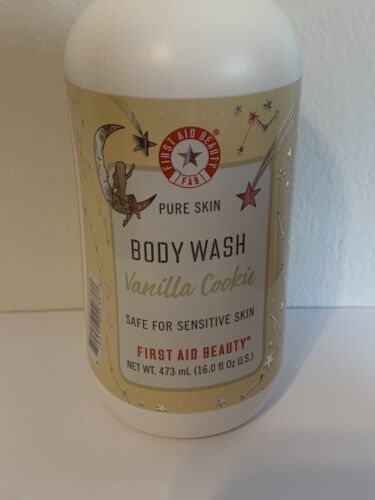 FIRST AID BEAUTY
FAB
PURE SKIN
BODY WASH
Vanilla Cookie
SAFE FOR SENSITIVE SKIN
FIRST AID BEAUTY®
NET WT. 473 mL (16.0 fl Oz U.S.)